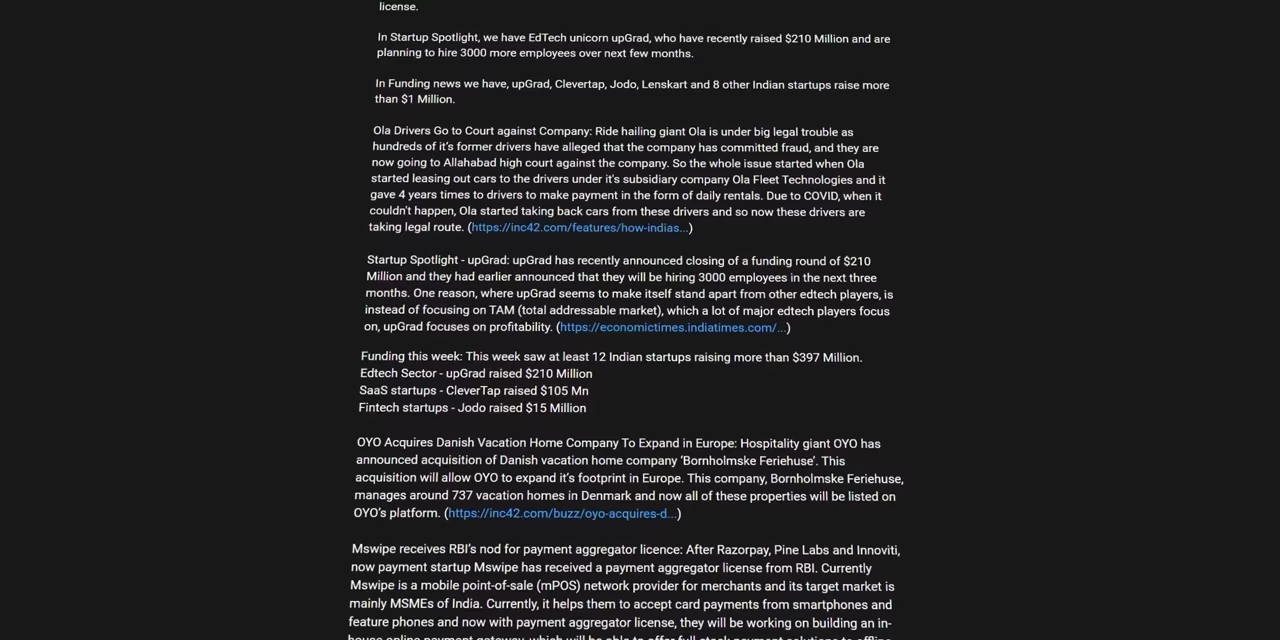 license.
In Startup Spotlight, we have EdTech unicorn upGrad, who have recently raised $210 Million and are
planning to hire 3000 more employees over next few months.
In Funding news we have, upGrad, Clevertap, Jodo, Lenskart and 8 other Indian startups raise more
than $1 Million.
Ola Drivers Go to Court against Company: Ride hailing giant Ola is under big legal trouble as
hundreds of it's former drivers have alleged that the company has committed fraud, and they are
now going to Allahabad high court against the company. So the whole issue started when Ola
started leasing out cars to the drivers under it's subsidiary company Ola Fleet Technologies and it
gave 4 years times to drivers to make payment in the form of daily rentals. Due to COVID, when it
couldn't happen, Ola started taking back cars from these drivers and so now these drivers are
taking legal route. (https://inc42.com/features/how-indias...)
Startup Spotlight - upGrad: upGrad has recently announced closing of a funding round of $210
Million and they had earlier announced that they will be hiring 3000 employees in the next three
months. One reason, where upGrad seems to make itself stand apart from other edtech players, is
instead of focusing on TAM (total addressable market), which a lot of major edtech players focus
on, upGrad focuses on profitability. (https://economictimes.indiatimes.com/...)
Funding this week: This week saw at least 12 Indian startups raising more than $397 Million.
Edtech Sector - upGrad raised $210 Million
SaaS startups - CleverTap raised $105 Mn
Fintech startups - Jodo raised $15 Million
OYO Acquires Danish Vacation Home Company To Expand in Europe: Hospitality giant OYO has
announced acquisition of Danish vacation home company ‘Bornholmske Feriehuse’. This
acquisition will allow OYO to expand it’s footprint in Europe. This company, Bornholmske Feriehuse,
manages around 737 vacation homes in Denmark and now all of these properties will be listed on
OYO’s platform. (https://inc42.com/buzz/oyo-acquires-d...)
Mswipe receives RBI’s nod for payment aggregator licence: After Razorpay, Pine Labs and Innoviti,
now payment startup Mswipe has received a payment aggregator license from RBI. Currently
Mswipe is a mobile point-of-sale (mPOS) network provider for merchants and its target market is
mainly MSMEs of India. Currently, it helps them to accept card payments from smartphones and
feature phones and now with payment aggregator license, they will be working on building an in-
house online payment gateway, which will be able to offer full stack payment solutions to offline